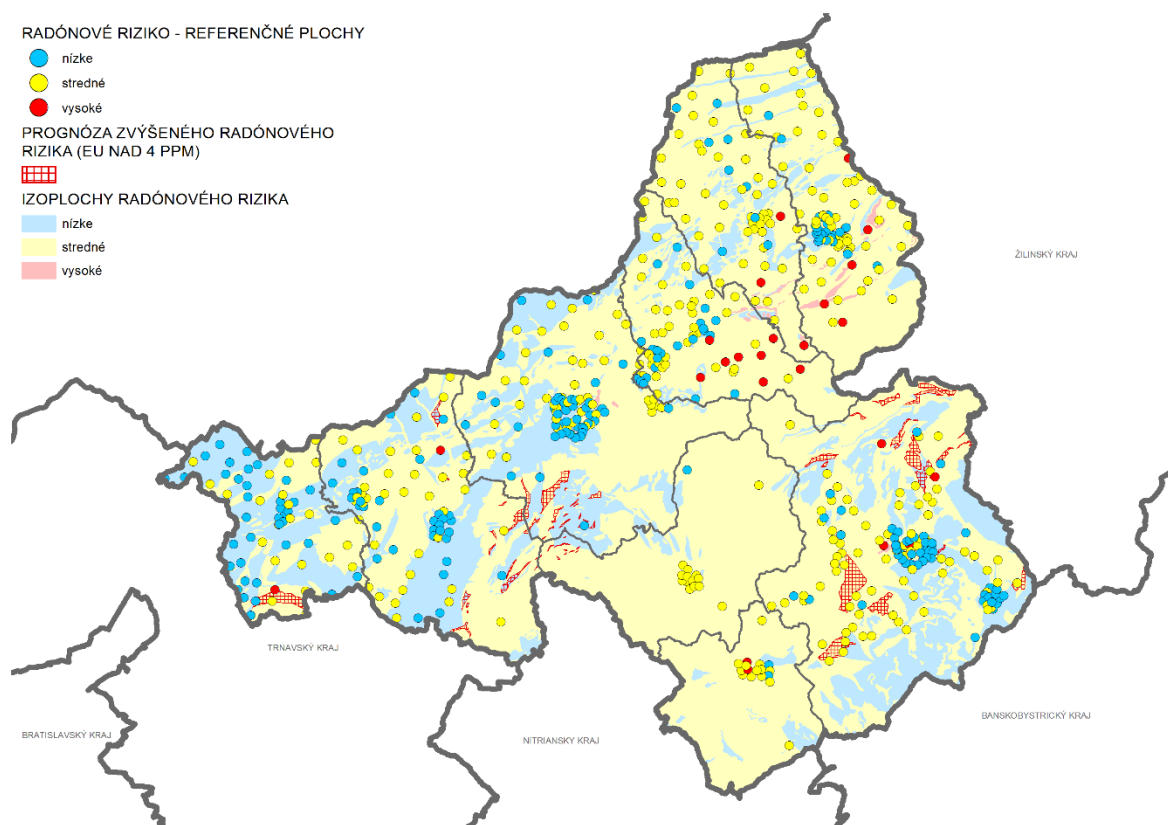 RADÓNOVÉ RIZIKO - REFERENČNÉ PLOCHY
nízke
stredné
vysoké
PROGNÓZA ZVÝŠENÉHO RADÓNOVÉHO
RIZIKA (EU NAD 4 PPM)
IZOPLOCHY RADÓNOVÉHO RIZIKA
nízke
stredné
vysoké
ŽILINSKÝ KRAJ
TRNAVSKÝ KRAJ
BANSKOBYSTRICKÝ KRAJ
BRATISLAVSKÝ KRAJ
NITRIANSKY KRAJ